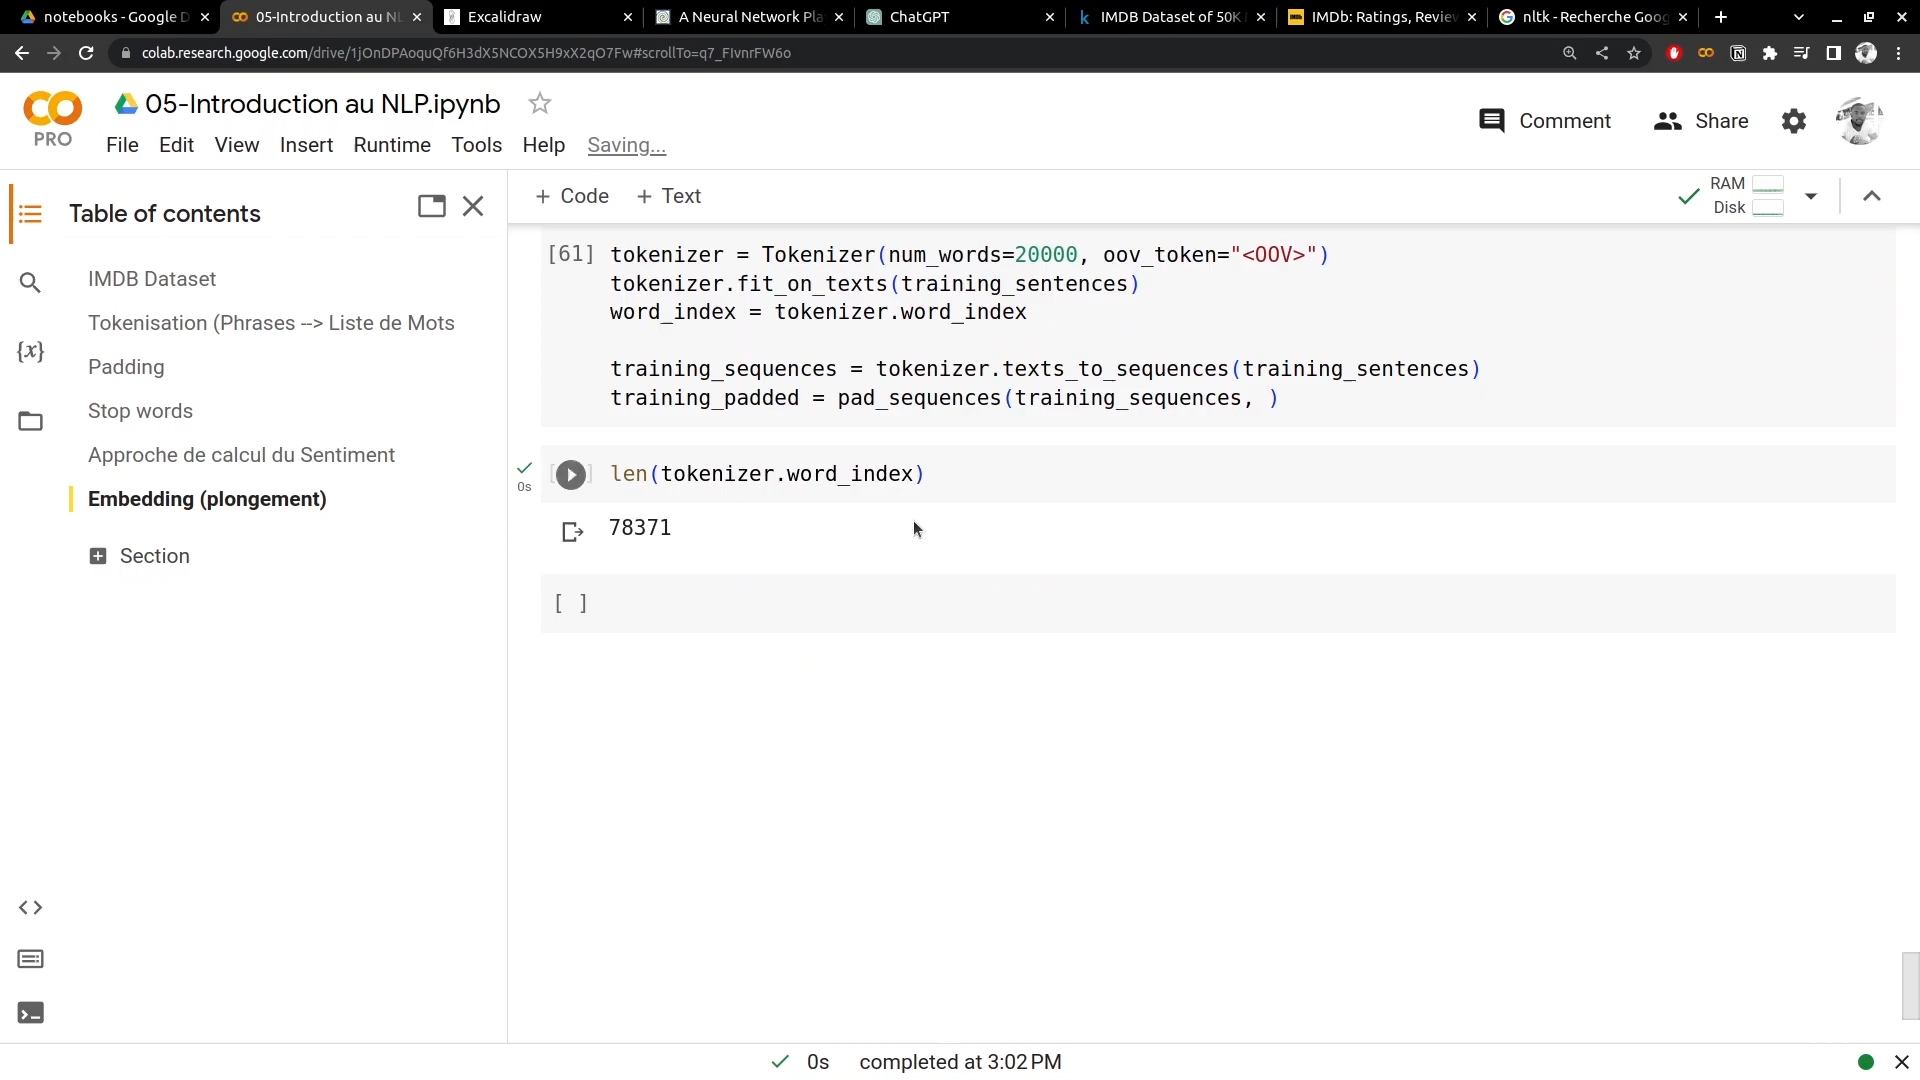 notebooks - Google D
05-Introduction au NL
Excalidraw
A Neural Network Pla
ChatGPT
IMDB Dataset of 50K
IMDb: Ratings, Review
nltk - Recherche Goog
colab.research.google.com/drive/1jOnDPAoquQf6H3dX5NCOX5H9xX2qO7Fw#scrollTo=q7_FIvnrFW6o
PRO
05-Introduction au NLP.ipynb
File Edit View Insert Runtime Tools Help Saving...
Comment
Share
Table of contents
+ Code + Text
RAM
Disk
IMDB Dataset
Tokenisation (Phrases --> Liste de Mots
Padding
Stop words
Approche de calcul du Sentiment
Embedding (plongement)
Section
[61] tokenizer = Tokenizer(num_words=20000, oov_token="<OOV>")
tokenizer.fit_on_texts(training_sentences)
word_index = tokenizer.word_index
training_sequences = tokenizer.texts_to_sequences(training_sentences)
training_padded = pad_sequences(training_sequences, )
0s
len(tokenizer.word_index)
78371
[ ]
0s completed at 3:02 PM